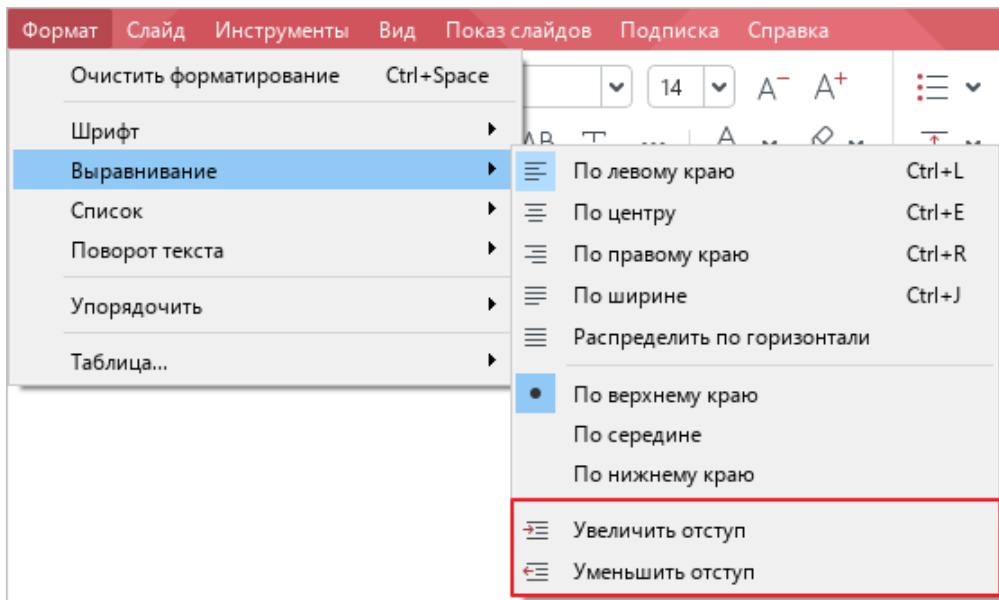 Формат Слайд Инструменты Вид Показ слайдов Подписка Справка
Очистить форматирование Ctrl+Space
14 A− A+
Шрифт
Выравнивание
Список
Поворот текста
Упорядочить
Таблица...
По левому краю Ctrl+L
По центру Ctrl+E
По правому краю Ctrl+R
По ширине Ctrl+J
Распределить по горизонтали
По верхнему краю
По середине
По нижнему краю
Увеличить отступ
Уменьшить отступ